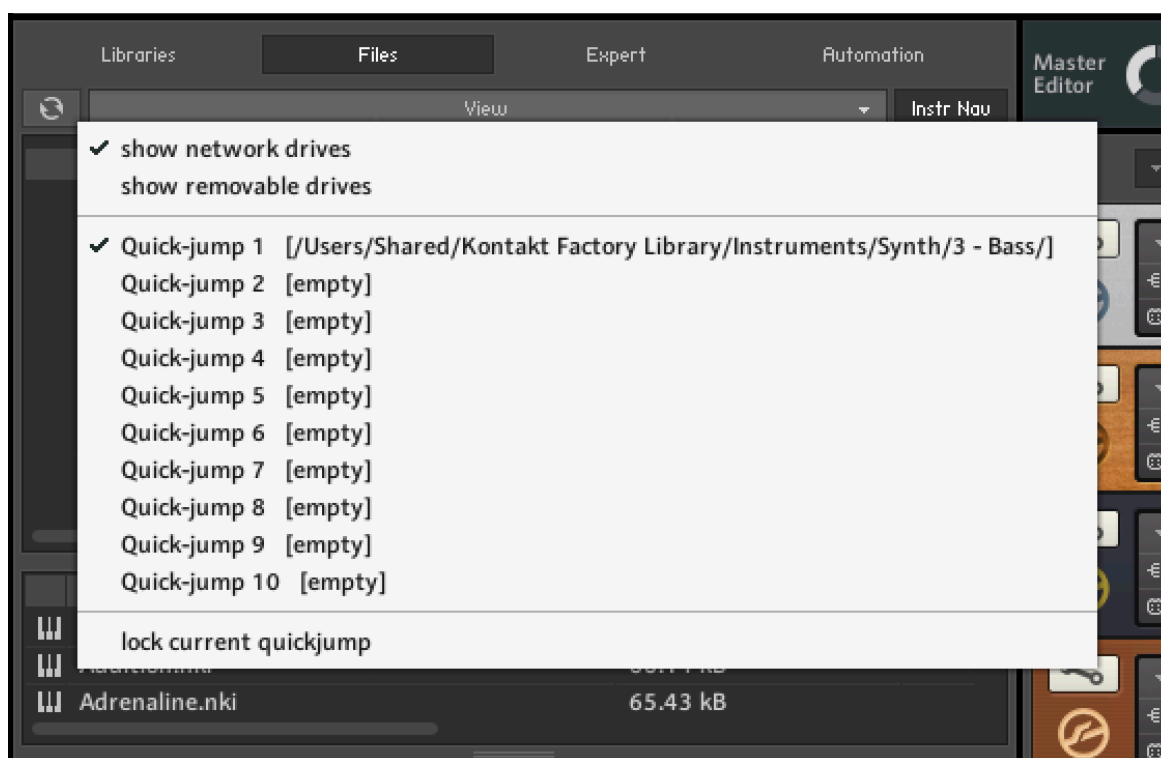 Libraries Files Expert Automation
Master
Editor
View Instr Nav
show network drives
show removable drives
Quick-jump 1 [/Users/Shared/Kontakt Factory Library/Instruments/Synth/3 - Bass/]
Quick-jump 2 [empty]
Quick-jump 3 [empty]
Quick-jump 4 [empty]
Quick-jump 5 [empty]
Quick-jump 6 [empty]
Quick-jump 7 [empty]
Quick-jump 8 [empty]
Quick-jump 9 [empty]
Quick-jump 10 [empty]
lock current quickjump
Adrenaline.nki 65.43 kB